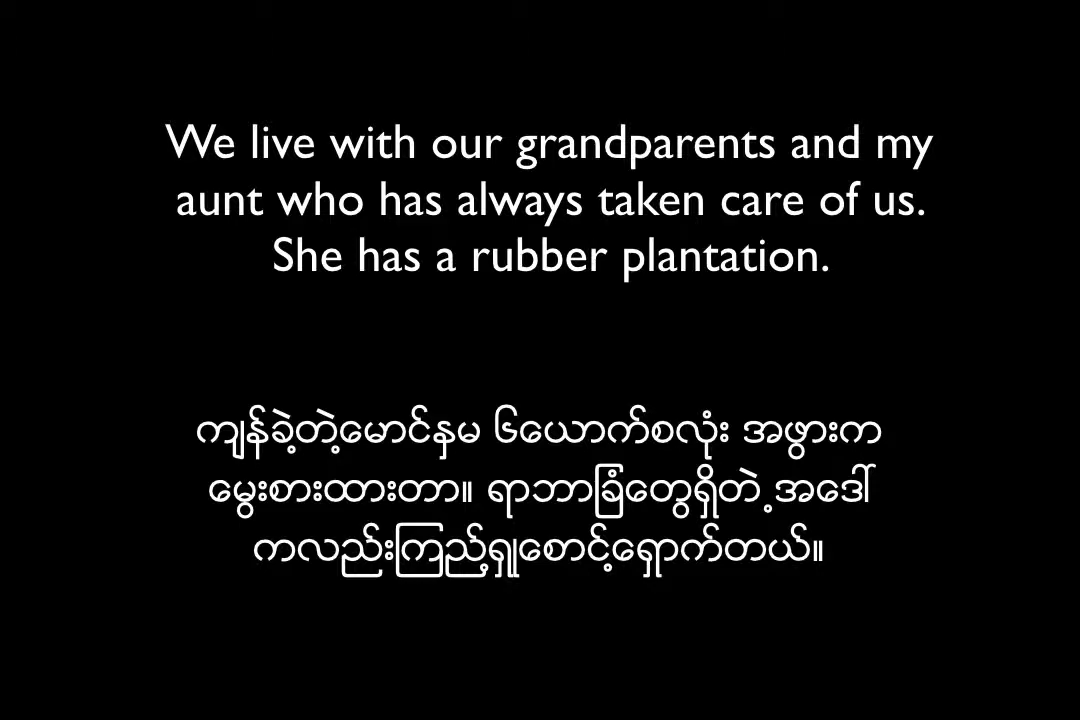 We live with our grandparents and my
aunt who has always taken care of us.
She has a rubber plantation.
ကျန်ခဲ့တဲ့မောင်နှမ ၆ယောက်စလုံး အဖွားက
မွေးစားထားတာ။ ရာဘာခြံတွေရှိတဲ့ အဒေါ်
ကလည်းကြည့်ရှုစောင့်ရှောက်တယ်။